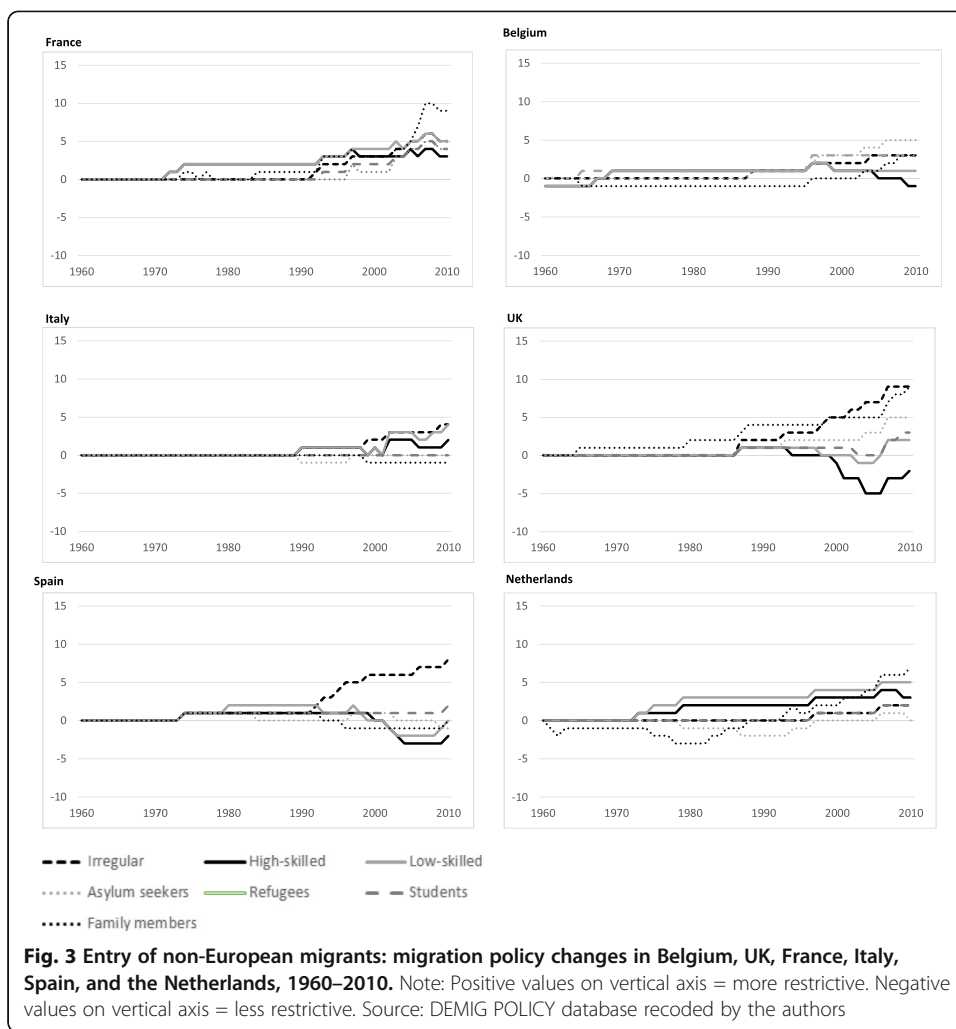 France
15
10
5
0
-5
-10
1960 1970 1980 1990 2000 2010
Belgium
15
10
5
0
-5
-10
1960 1970 1980 1990 2000 2010
Italy
15
10
5
0
-5
-10
1960 1970 1980 1990 2000 2010
UK
15
10
5
0
-5
-10
1960 1970 1980 1990 2000 2010
Spain
15
10
5
0
-5
-10
1960 1970 1980 1990 2000 2010
Netherlands
15
10
5
0
-5
-10
1960 1970 1980 1990 2000 2010
Irregular High-skilled Low-skilled
Asylum seekers Refugees Students
Family members
Fig. 3 Entry of non-European migrants: migration policy changes in Belgium, UK, France, Italy,
Spain, and the Netherlands, 1960–2010. Note: Positive values on vertical axis = more restrictive. Negative
values on vertical axis = less restrictive. Source: DEMIG POLICY database recoded by the authors